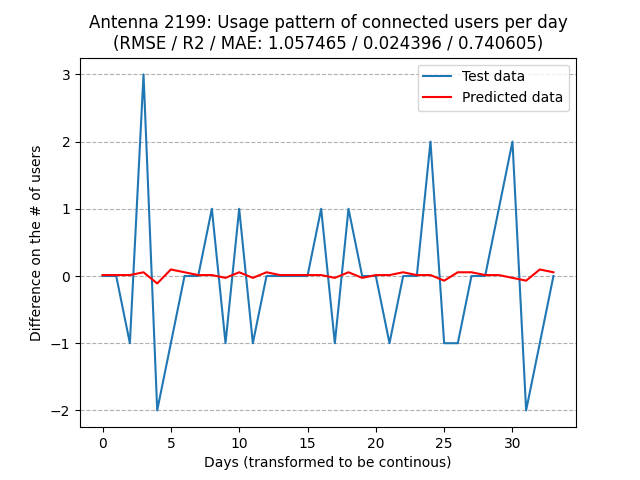 Antenna 2199: Usage pattern of connected users per day
(RMSE / R2 / MAE: 1.057465 / 0.024396 / 0.740605)
Test data
Predicted data
3
2
1
0
−1
−2
Difference on the # of users
0 5 10 15 20 25 30
Days (transformed to be continous)